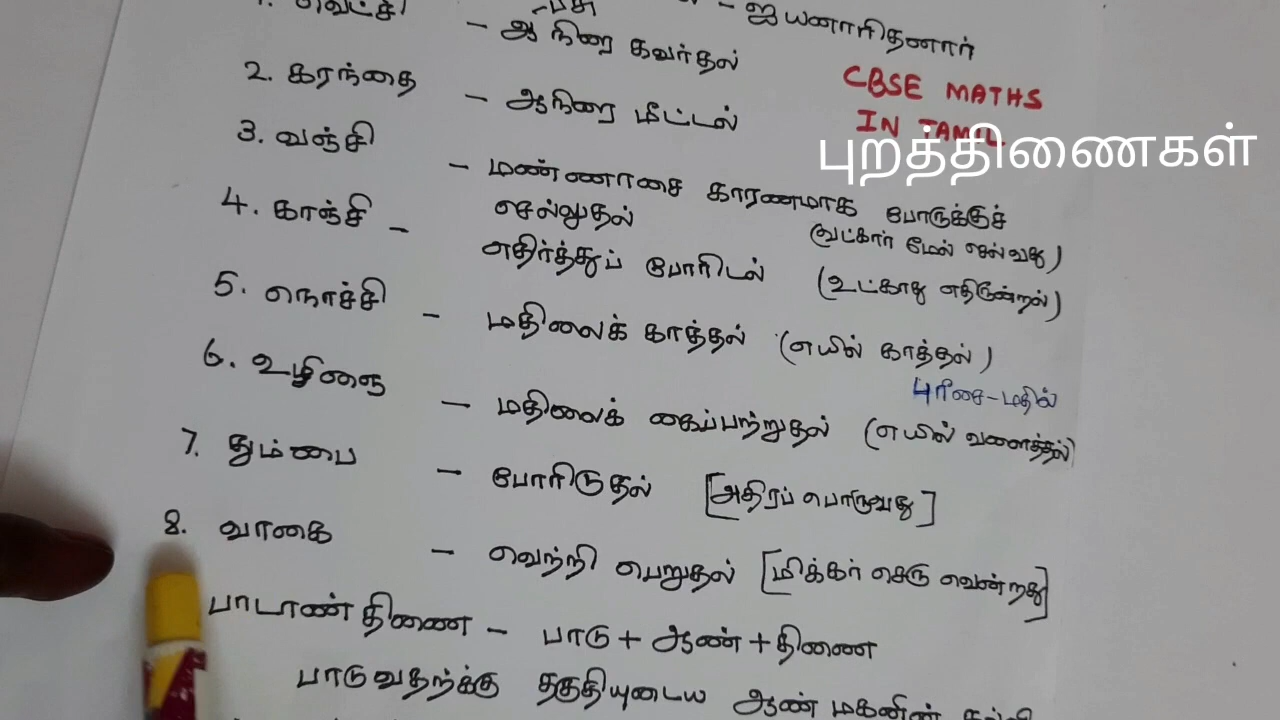 - ஐயனாரிதனார்
1. வெட்சி - ஆநிரை கவர்தல்
CBSE MATHS
2. கரந்தை - ஆநிரை மீட்டல்
IN TAMIL
புறத்திணைகள்
3. வஞ்சி - மண்ணாசை காரணமாக போருக்குச்
செல்லுதல் (வட்கார் மேல் செல்வது)
4. காஞ்சி - எதிர்த்துப் போரிடல் (உட்காது எதிரூன்றல்)
5. நொச்சி - மதிலைக் காத்தல் (எயில் காத்தல்)
புரிசை-மதில்
6. உழிஞை - மதிலைக் கைப்பற்றுதல் (எயில் வளைத்தல்)
7. தும்பை - போரிடுதல் [அதிரப் பொருவது]
8. வாகை - வெற்றி பெறுதல் [மிக்கர் செரு வென்றது]
பாடாண் திணை - பாடு + ஆண் + திணை
பாடுவதற்க்கு தகுதியுடைய ஆண் மகனின்